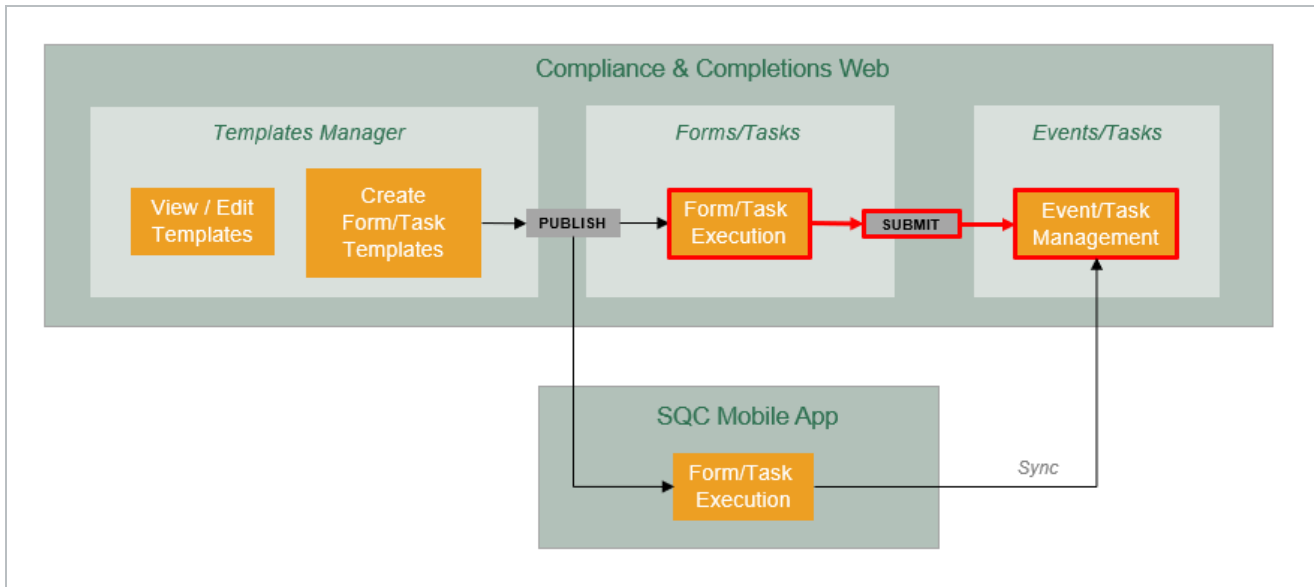 Compliance & Completions Web
Templates Manager
Forms/Tasks
Events/Tasks
View / Edit
Templates
Create
Form/Task
Templates
PUBLISH
Form/Task
Execution
SUBMIT
Event/Task
Management
SQC Mobile App
Form/Task
Execution
Sync